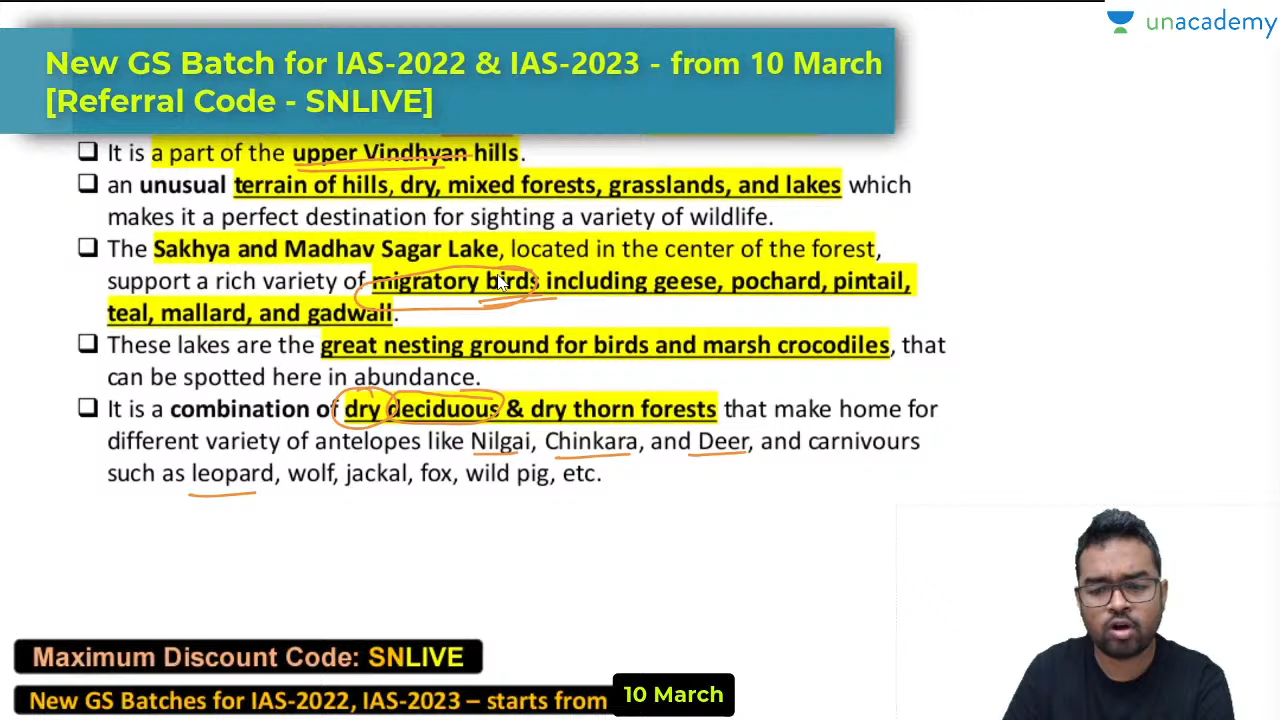 unacademy
New GS Batch for IAS-2022 & IAS-2023 - from 10 March
[Referral Code - SNLIVE]
It is a part of the upper Vindhyan hills.
an unusual terrain of hills, dry, mixed forests, grasslands, and lakes which
makes it a perfect destination for sighting a variety of wildlife.
The Sakhya and Madhav Sagar Lake, located in the center of the forest,
support a rich variety of migratory birds including geese, pochard, pintail,
teal, mallard, and gadwall.
These lakes are the great nesting ground for birds and marsh crocodiles, that
can be spotted here in abundance.
It is a combination of dry deciduous & dry thorn forests that make home for
different variety of antelopes like Nilgai, Chinkara, and Deer, and carnivours
such as leopard, wolf, jackal, fox, wild pig, etc.
Maximum Discount Code: SNLIVE
New GS Batches for IAS-2022, IAS-2023 – starts from 10 March